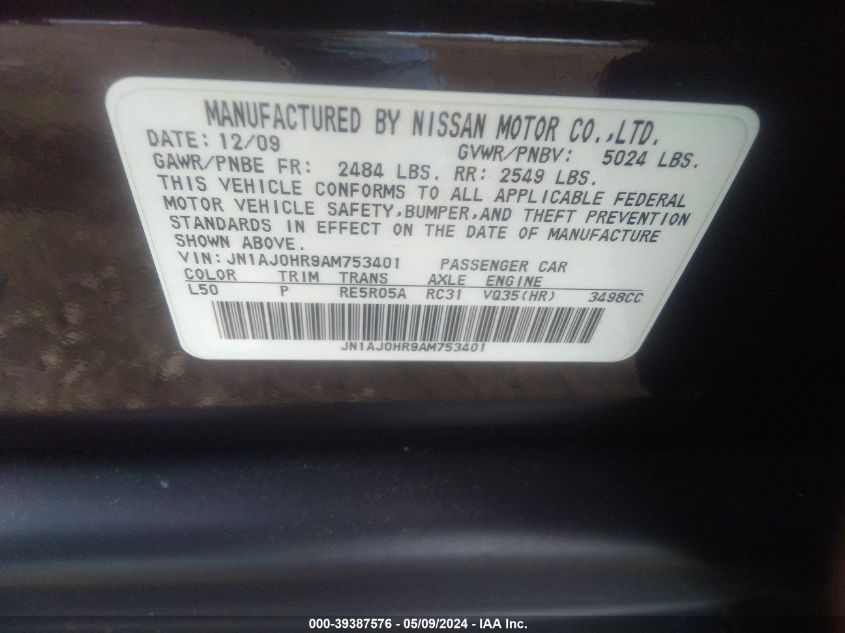 MANUFACTURED BY NISSAN MOTOR CO.,LTD.
DATE: 12/09 GVWR/PNBV: 5024 LBS.
GAWR/PNBE FR: 2484 LBS. RR: 2549 LBS.
THIS VEHICLE CONFORMS TO ALL APPLICABLE FEDERAL
MOTOR VEHICLE SAFETY,BUMPER,AND THEFT PREVENTION
STANDARDS IN EFFECT ON THE DATE OF MANUFACTURE
SHOWN ABOVE.
VIN: JN1AJ0HR9AM753401 PASSENGER CAR
COLOR TRIM TRANS AXLE ENGINE
L50 P RE5R05A RC31 VQ35(HR) 3498CC
JN1AJ0HR9AM753401
000-39387576 - 05/09/2024 - IAA Inc.